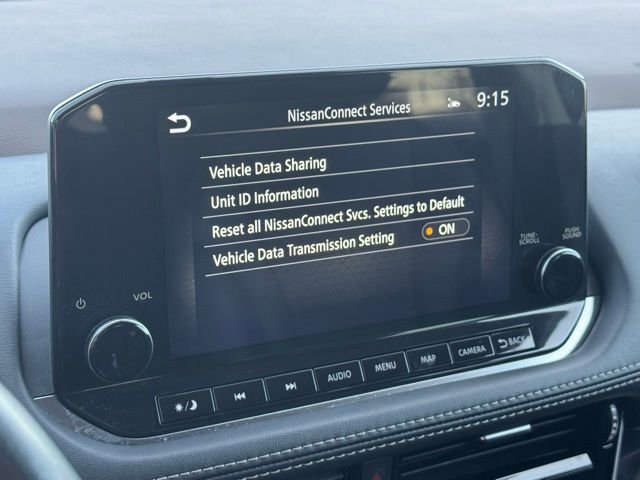 NissanConnect Services
9:15
Vehicle Data Sharing
Unit ID Information
Reset all NissanConnect Svcs. Settings to Default
Vehicle Data Transmission Setting ON
TUNE-
SCROLL
PUSH
SOUND
VOL
AUDIO MENU MAP CAMERA BACK